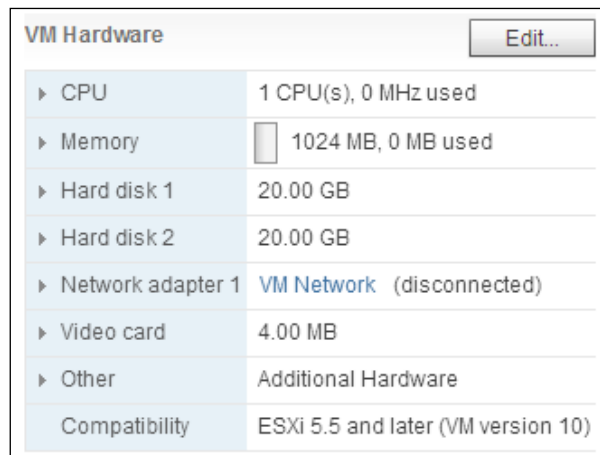 VM Hardware
Edit...
CPU 1 CPU(s), 0 MHz used
Memory 1024 MB, 0 MB used
Hard disk 1 20.00 GB
Hard disk 2 20.00 GB
Network adapter 1 VM Network (disconnected)
Video card 4.00 MB
Other Additional Hardware
Compatibility ESXi 5.5 and later (VM version 10)